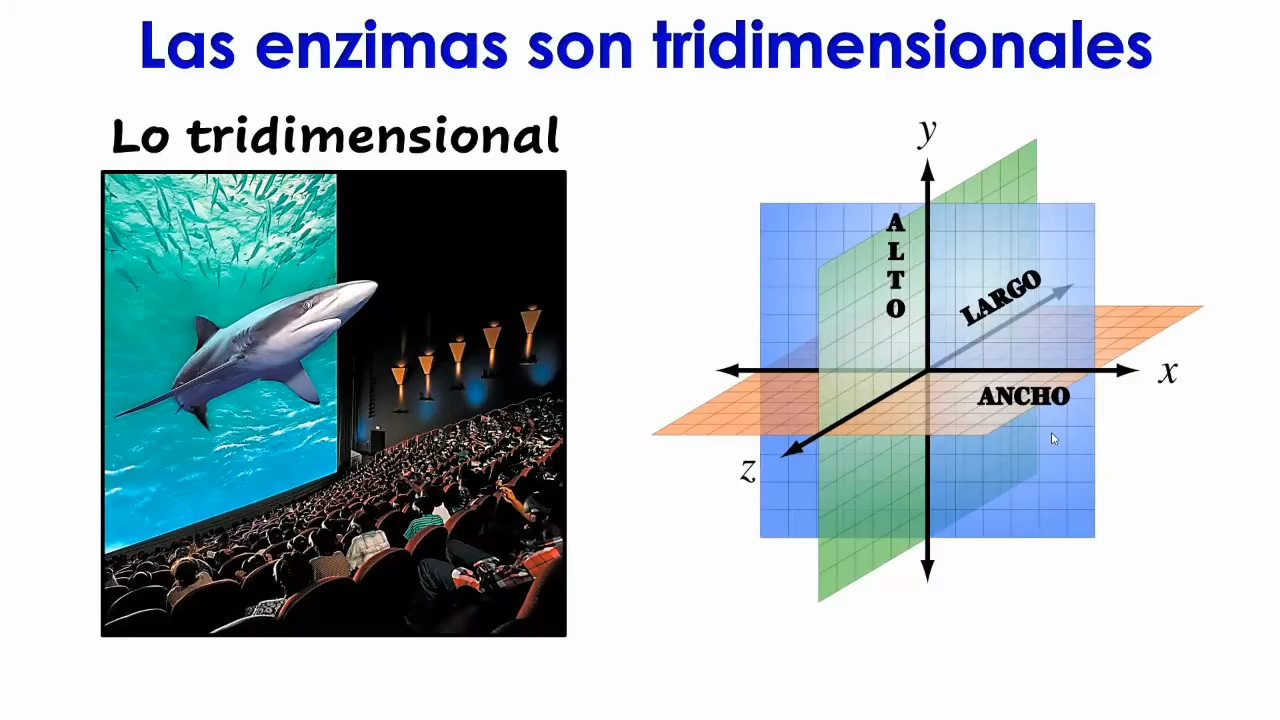 Las enzimas son tridimensionales
Lo tridimensional
y
ALTO
LARGO
x
ANCHO
z